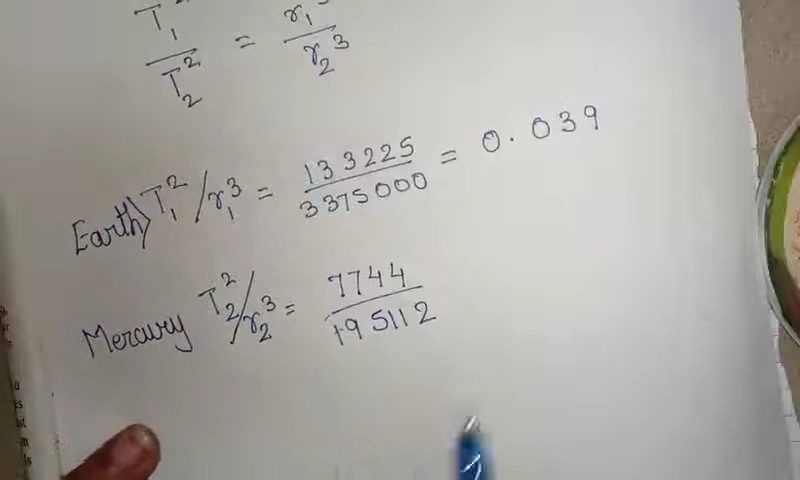 T₁² / T₂² = r₁³ / r₂³
Earth) T₁² / r₁³ = 133225 / 3375000 = 0.039
Mercury T₂² / r₂³ = 7744 / 195112